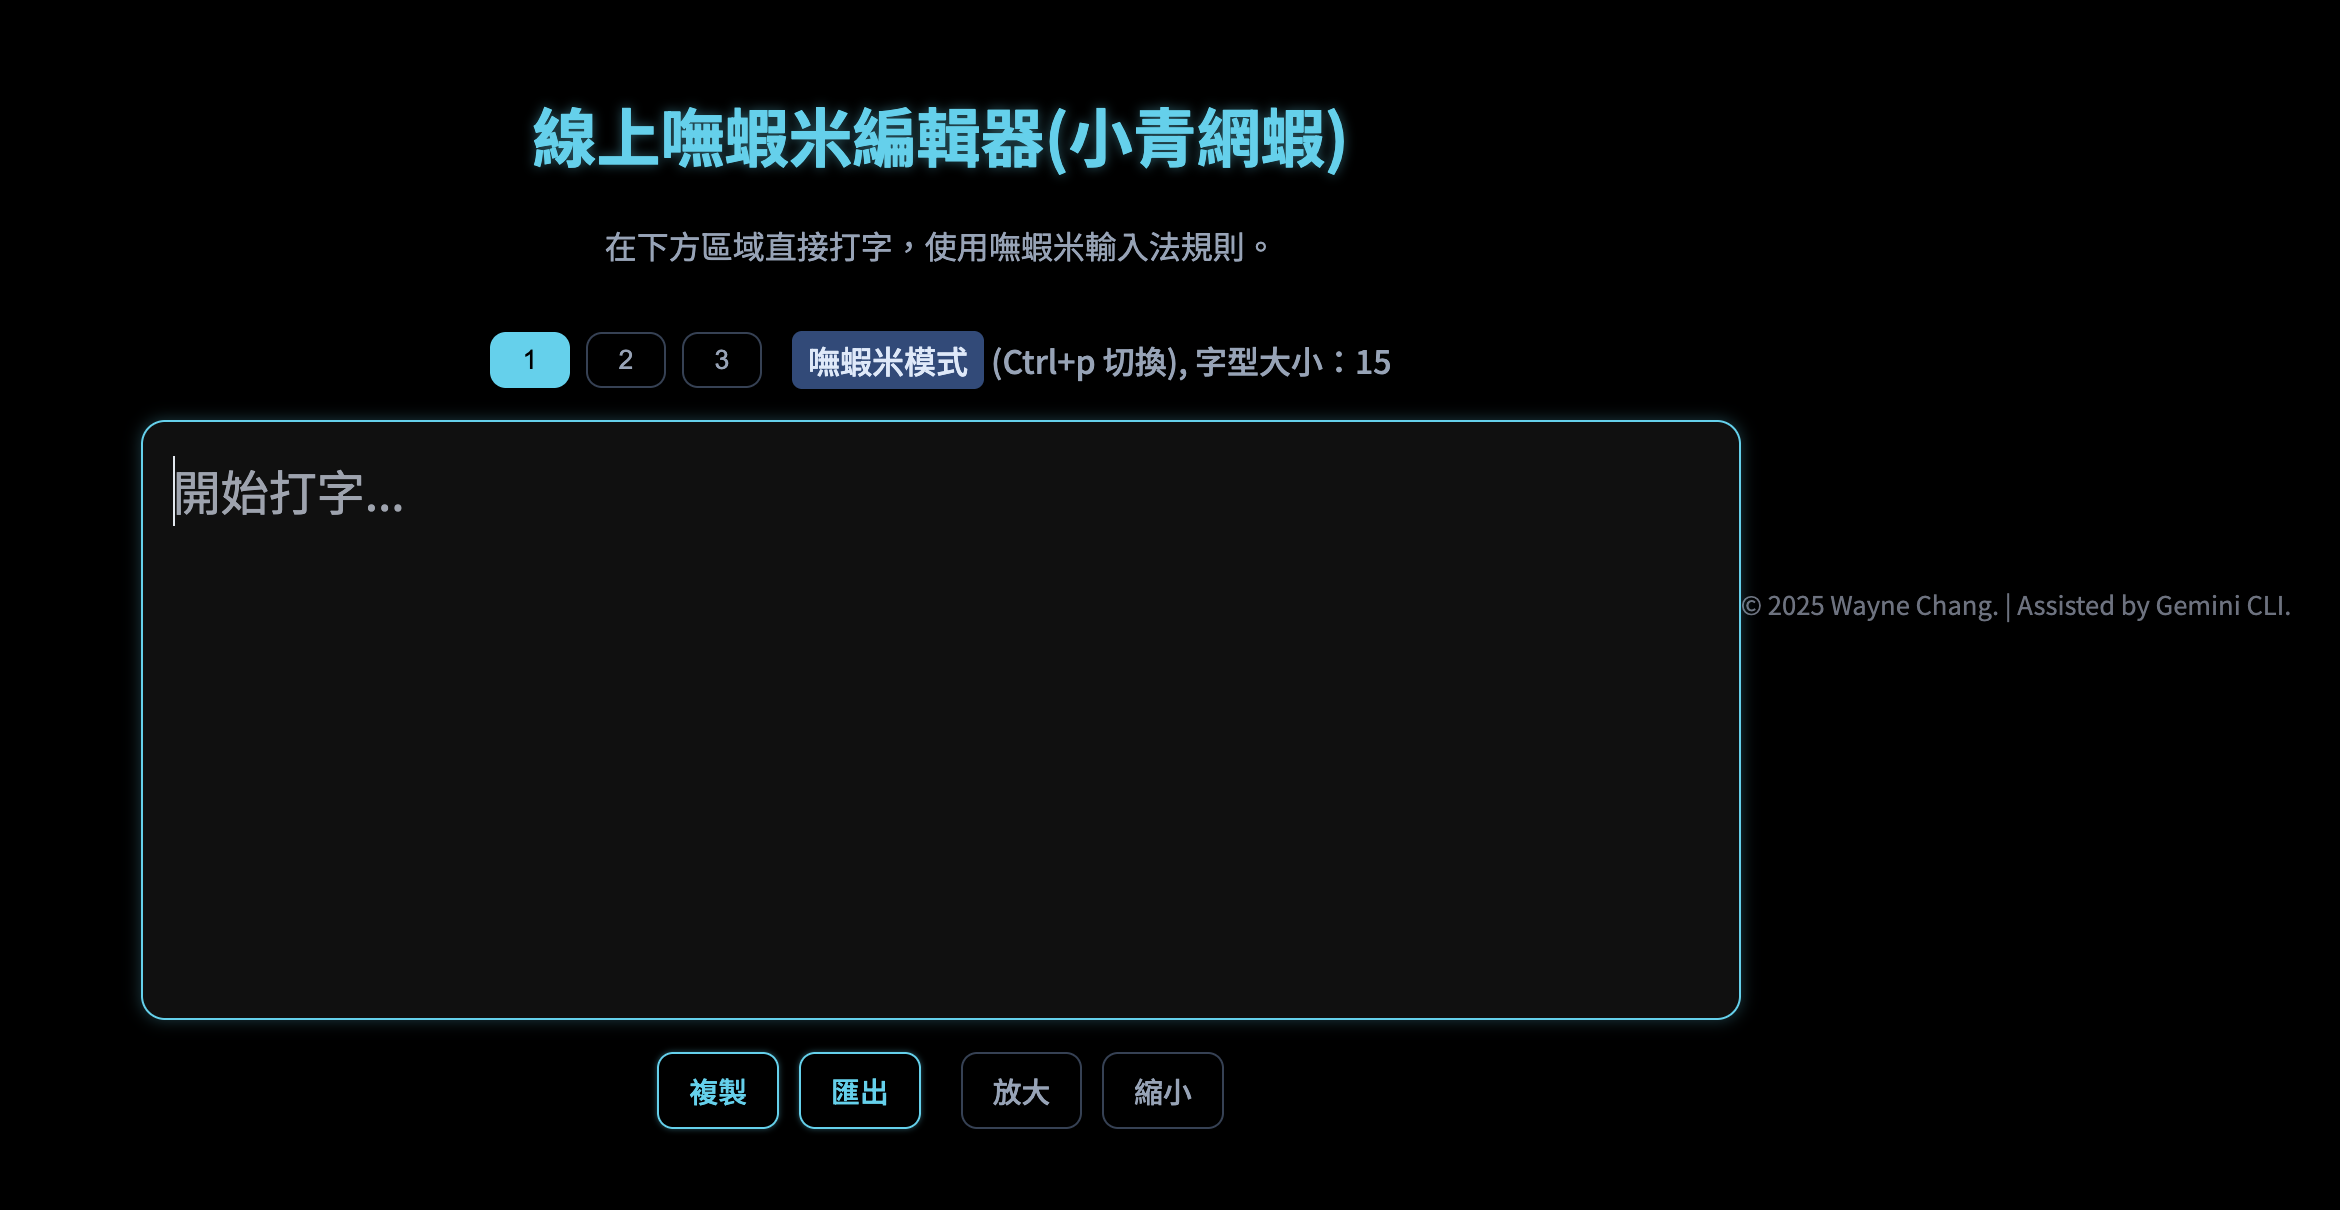 線上嘸蝦米編輯器(小青網蝦)
在下方區域直接打字，使用嘸蝦米輸入法規則。
1 2 3 嘸蝦米模式 (Ctrl+p 切換), 字型大小：15
開始打字...
© 2025 Wayne Chang. | Assisted by Gemini CLI.
複製 匯出 放大 縮小